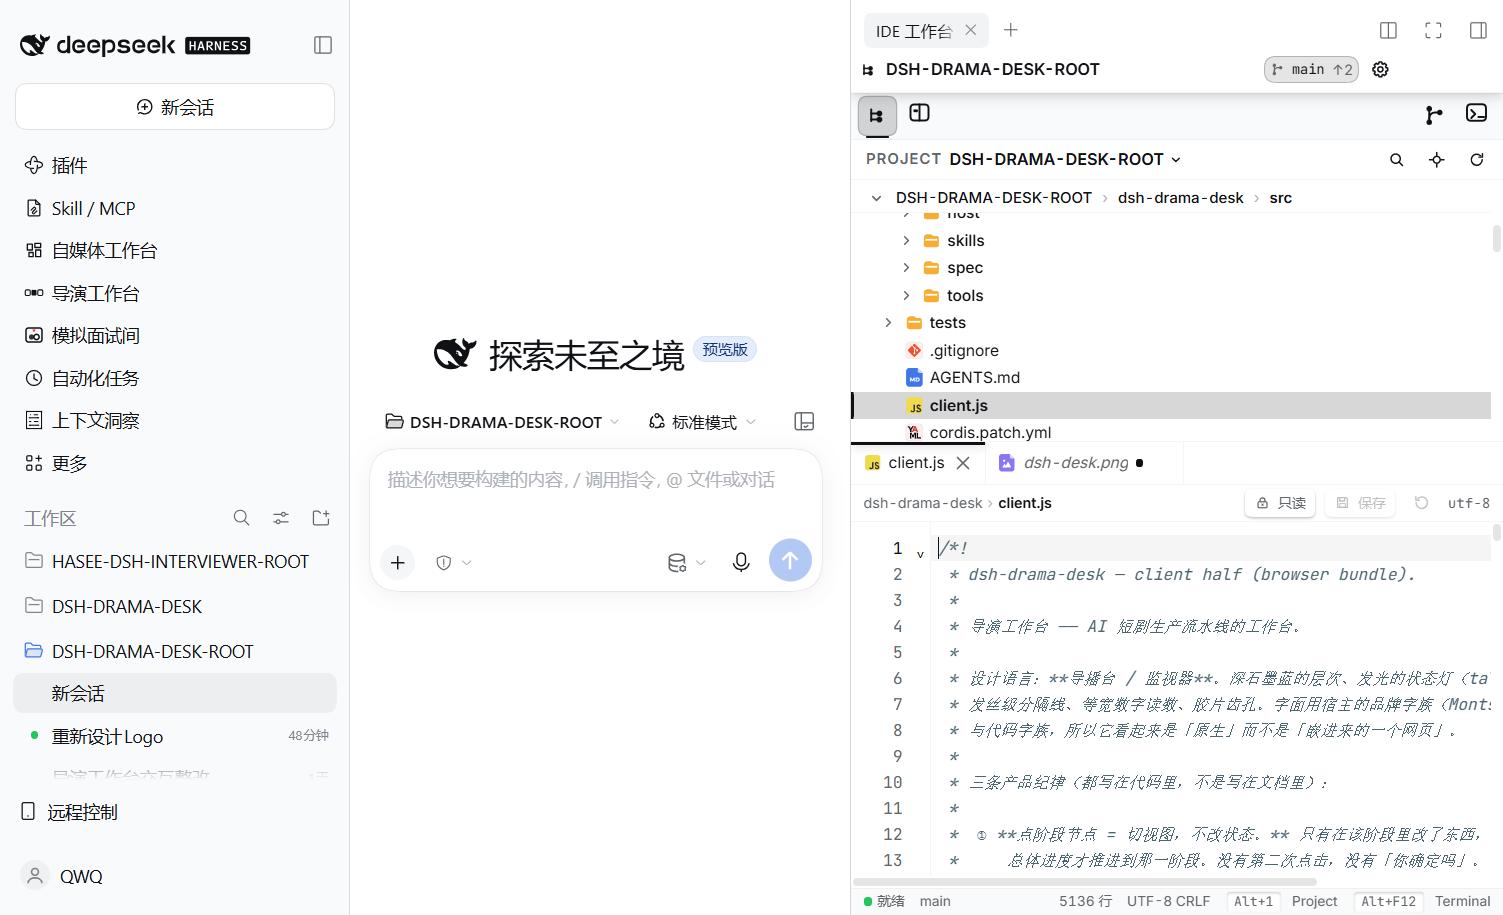 deepseek HARNESS
新会话
插件
Skill / MCP
自媒体工作台
导演工作台
模拟面试间
自动化任务
上下文洞察
更多
工作区
HASEE-DSH-INTERVIEWER-ROOT
DSH-DRAMA-DESK
DSH-DRAMA-DESK-ROOT
新会话
重新设计Logo 48分钟
导演工作台交互整改
远程控制
QWQ
探索未至之境 预览版
DSH-DRAMA-DESK-ROOT 标准模式
描述你想要构建的内容, / 调用指令, @ 文件或对话
IDE 工作台
DSH-DRAMA-DESK-ROOT main ↑2
PROJECT DSH-DRAMA-DESK-ROOT
DSH-DRAMA-DESK-ROOT › dsh-drama-desk › src
host
skills
spec
tools
tests
.gitignore
MD AGENTS.md
JS client.js
YAML cordis.patch.yml
JS client.js dsh-desk.png
dsh-drama-desk › client.js 只读 保存 utf-8
1 /*!
2 * dsh-drama-desk — client half (browser bundle).
3 *
4 * 导演工作台 —— AI 短剧生产流水线的工作台。
5 *
6 * 设计语言：**导播台 / 监视器**。深石墨蓝的层次、发光的状态灯（tal
7 * 发丝级分隔线、等宽数字读数、胶片齿孔。字面用宿主的品牌字族（Monts
8 * 与代码字族，所以它看起来是「原生」而不是「嵌进来的一个网页」。
9 *
10 * 三条产品纪律（都写在代码里，不是写在文档里）：
11 *
12 * ① **点阶段节点 = 切视图，不改状态。** 只有在该阶段里改了东西，
13 * 总体进度才推进到那一阶段。没有第二次点击，没有「你确定吗」。
就绪 main 5136 行 UTF-8 CRLF Alt+1 Project Alt+F12 Terminal